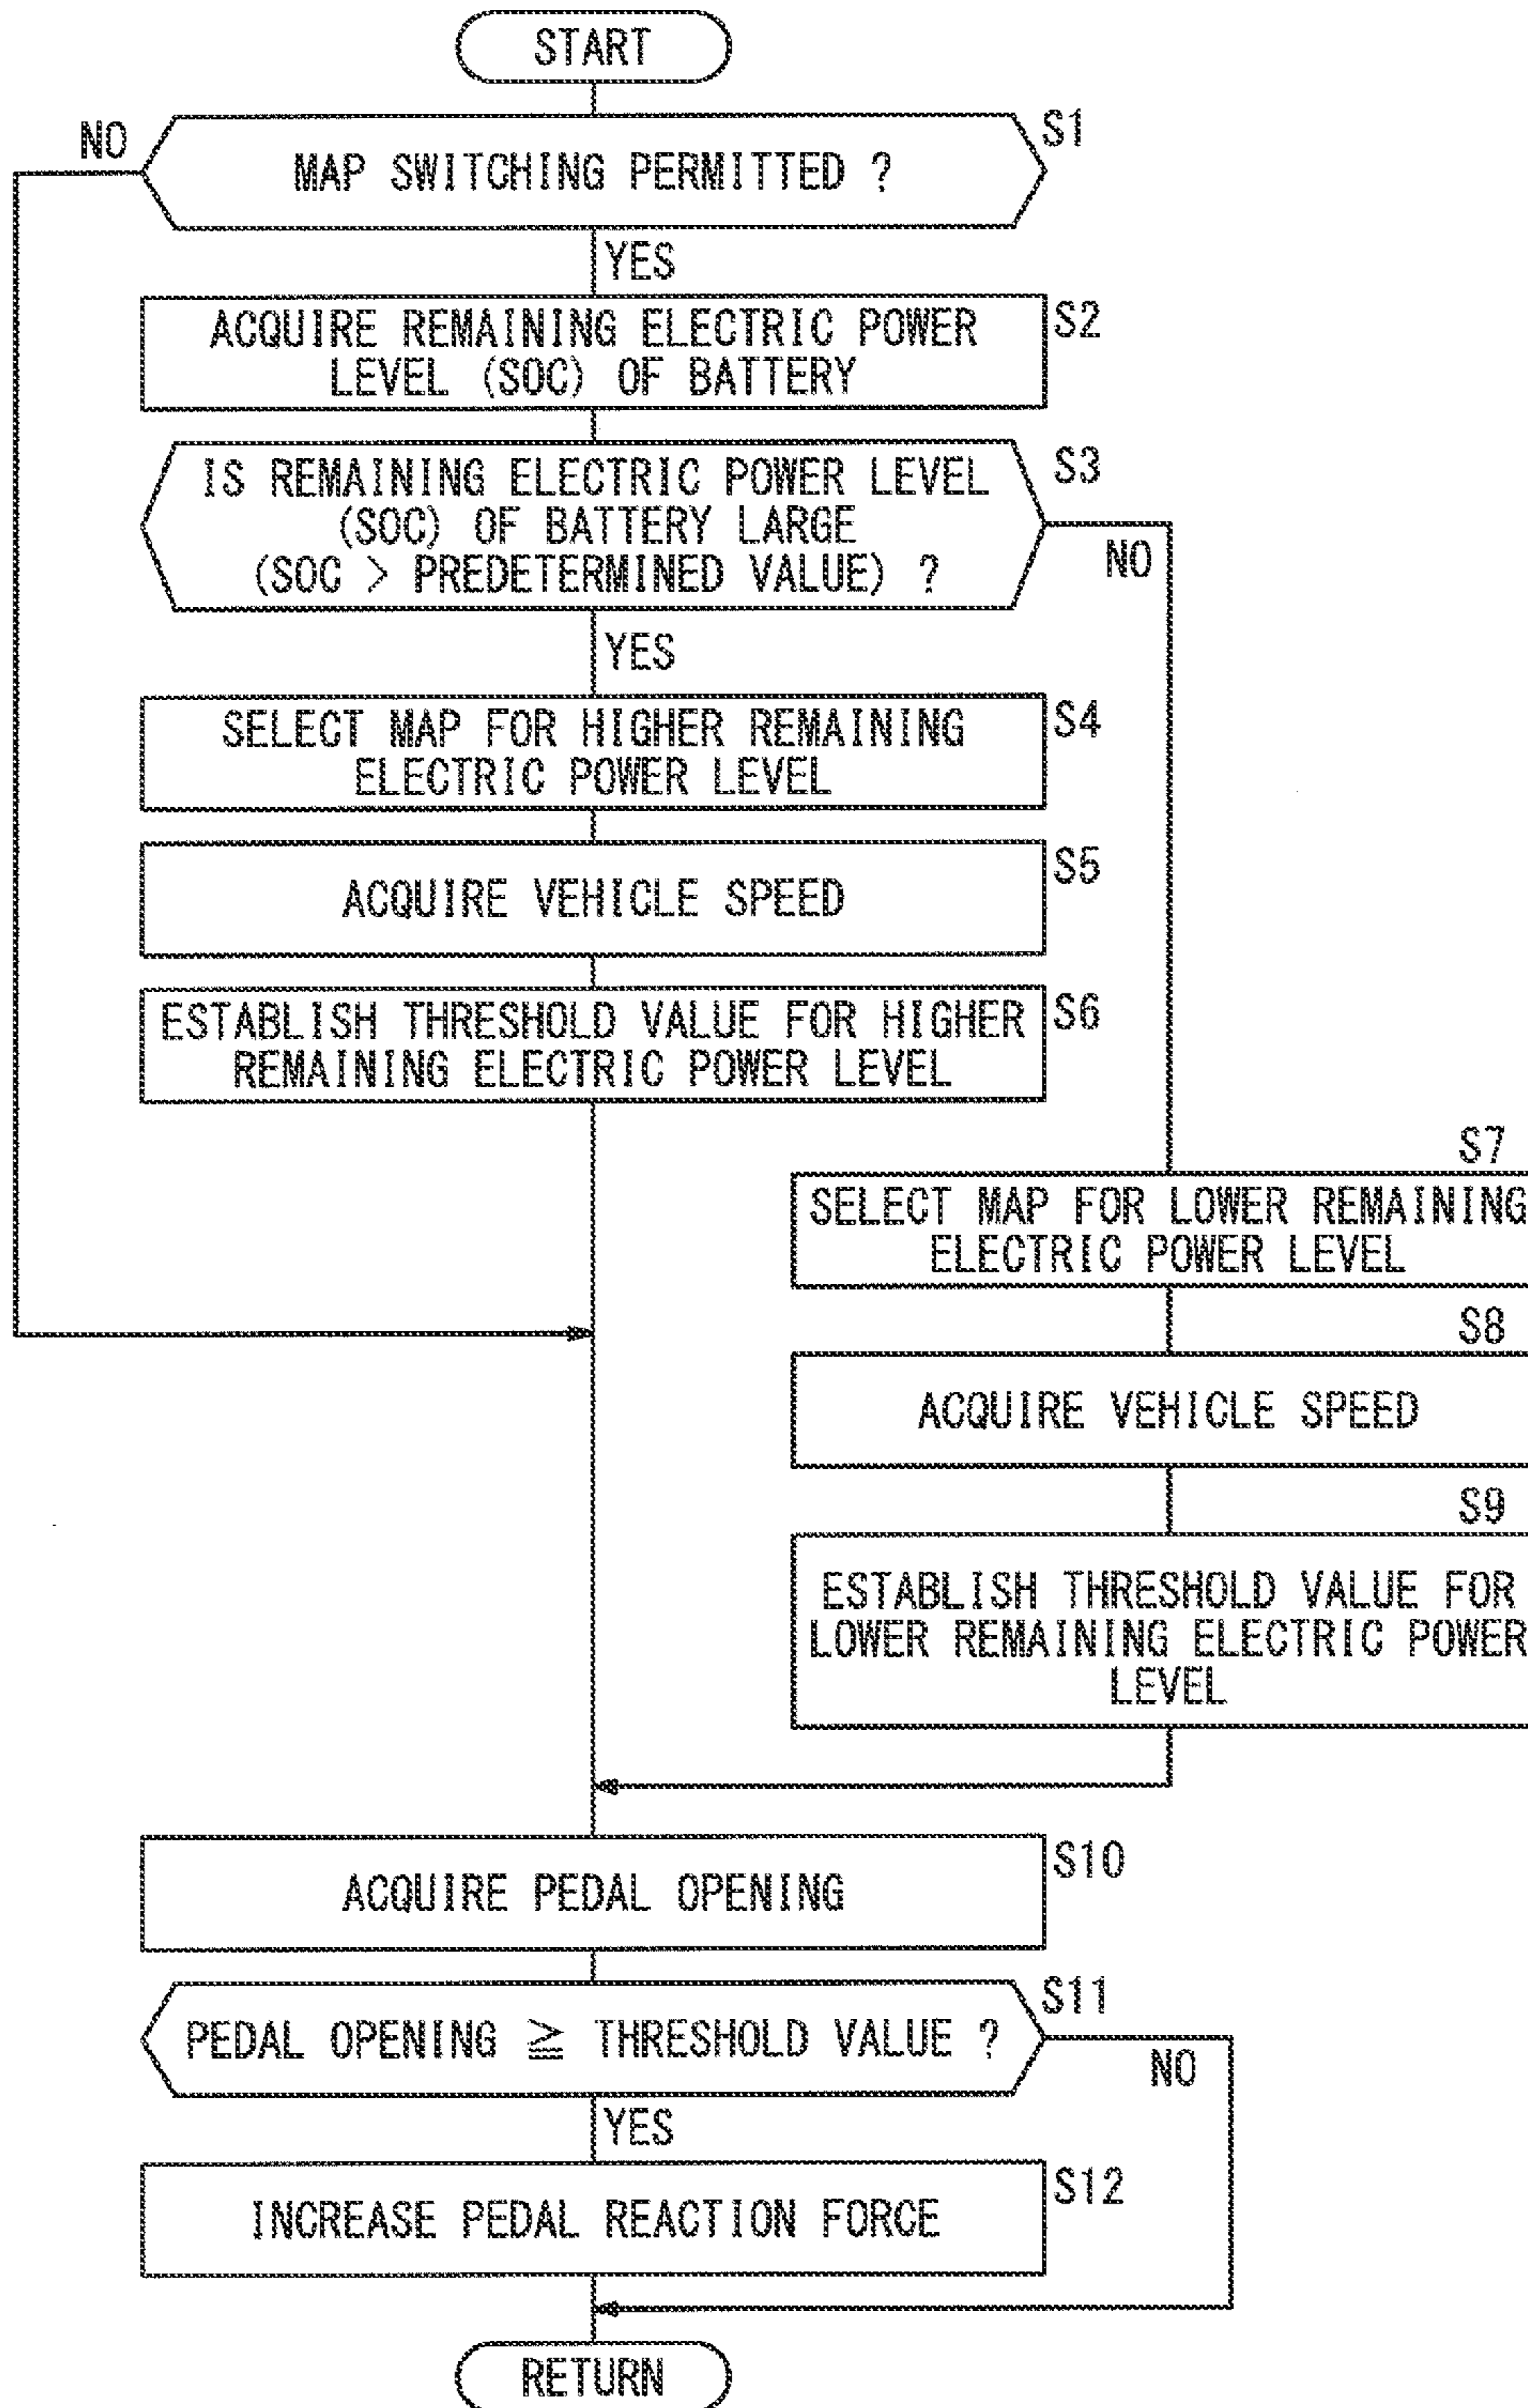 START
NO
S1
MAP SWITCHING PERMITTED ?
YES
S2
ACQUIRE REMAINING ELECTRIC POWER
LEVEL (SOC) OF BATTERY
S3
IS REMAINING ELECTRIC POWER LEVEL
(SOC) OF BATTERY LARGE
(SOC > PREDETERMINED VALUE) ?
NO
YES
S4
SELECT MAP FOR HIGHER REMAINING
ELECTRIC POWER LEVEL
S5
ACQUIRE VEHICLE SPEED
S6
ESTABLISH THRESHOLD VALUE FOR HIGHER
REMAINING ELECTRIC POWER LEVEL
S7
SELECT MAP FOR LOWER REMAINING
ELECTRIC POWER LEVEL
S8
ACQUIRE VEHICLE SPEED
S9
ESTABLISH THRESHOLD VALUE FOR
LOWER REMAINING ELECTRIC POWER
LEVEL
S10
ACQUIRE PEDAL OPENING
S11
PEDAL OPENING ≧ THRESHOLD VALUE ?
NO
YES
S12
INCREASE PEDAL REACTION FORCE
RETURN